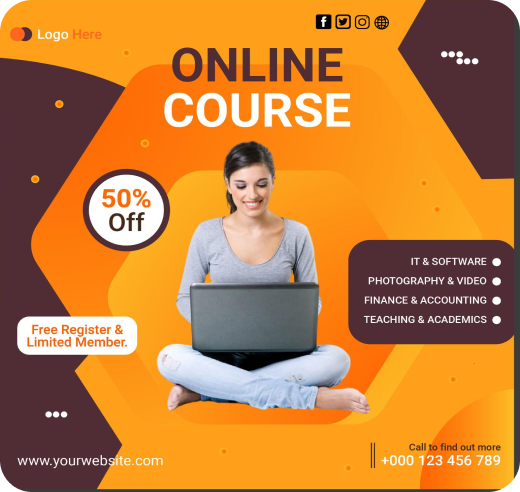 Logo Here
ONLINE
COURSE
50%
Off
IT & SOFTWARE
PHOTOGRAPHY & VIDEO
FINANCE & ACCOUNTING
TEACHING & ACADEMICS
Free Register &
Limited Member.
www.yourwebsite.com
Call to find out more
+000 123 456 789